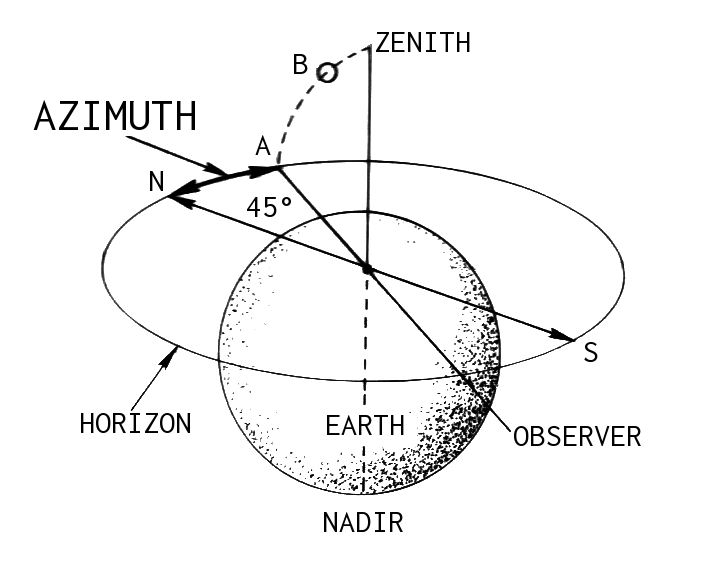 ZENITH
B
AZIMUTH
A
N
45°
S
HORIZON
EARTH
OBSERVER
NADIR